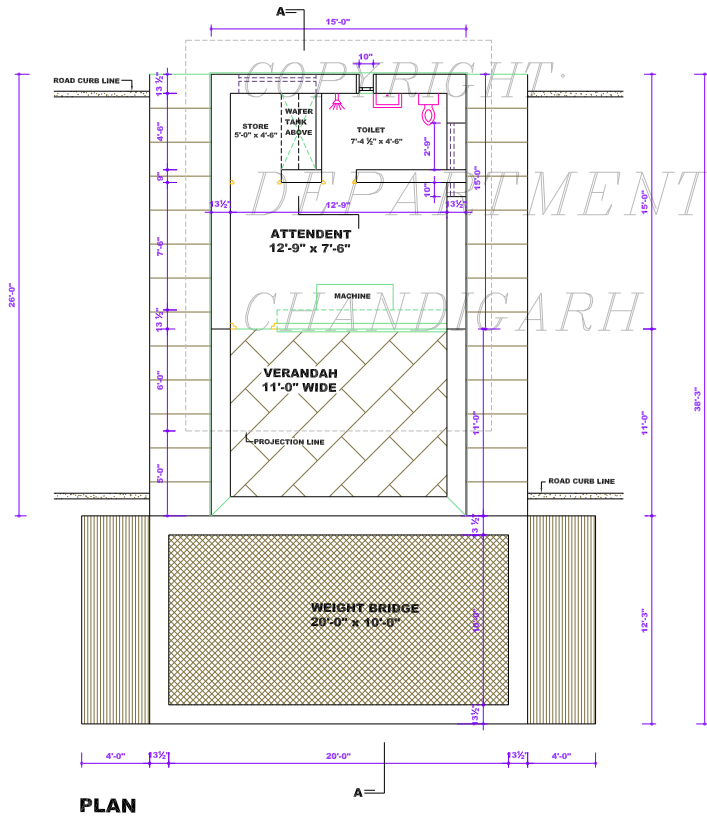 A
15'-0"
10"
COPYRIGHT
ROAD CURB LINE
13 ½"
STORE
5'-0" x 4'-6"
WATER
TANK
ABOVE
TOILET
7'-4 ½" x 4'-6"
4'-6"
2'-9"
15'-0"
DEPARTMENT
9"
10"
15'-0"
13½"
12'-9"
13½"
ATTENDENT
12'-9" x 7'-6"
7'-6"
26'-0"
MACHINE
CHANDIGARH
13 ½"
VERANDAH
11'-0" WIDE
6'-0"
38'-3"
11'-0"
11'-0"
PROJECTION LINE
5'-0"
ROAD CURB LINE
13 ½"
WEIGHT BRIDGE
20'-0" x 10'-0"
10'-0"
12'-3"
13½"
4'-0"
13½"
20'-0"
13½"
4'-0"
A
PLAN